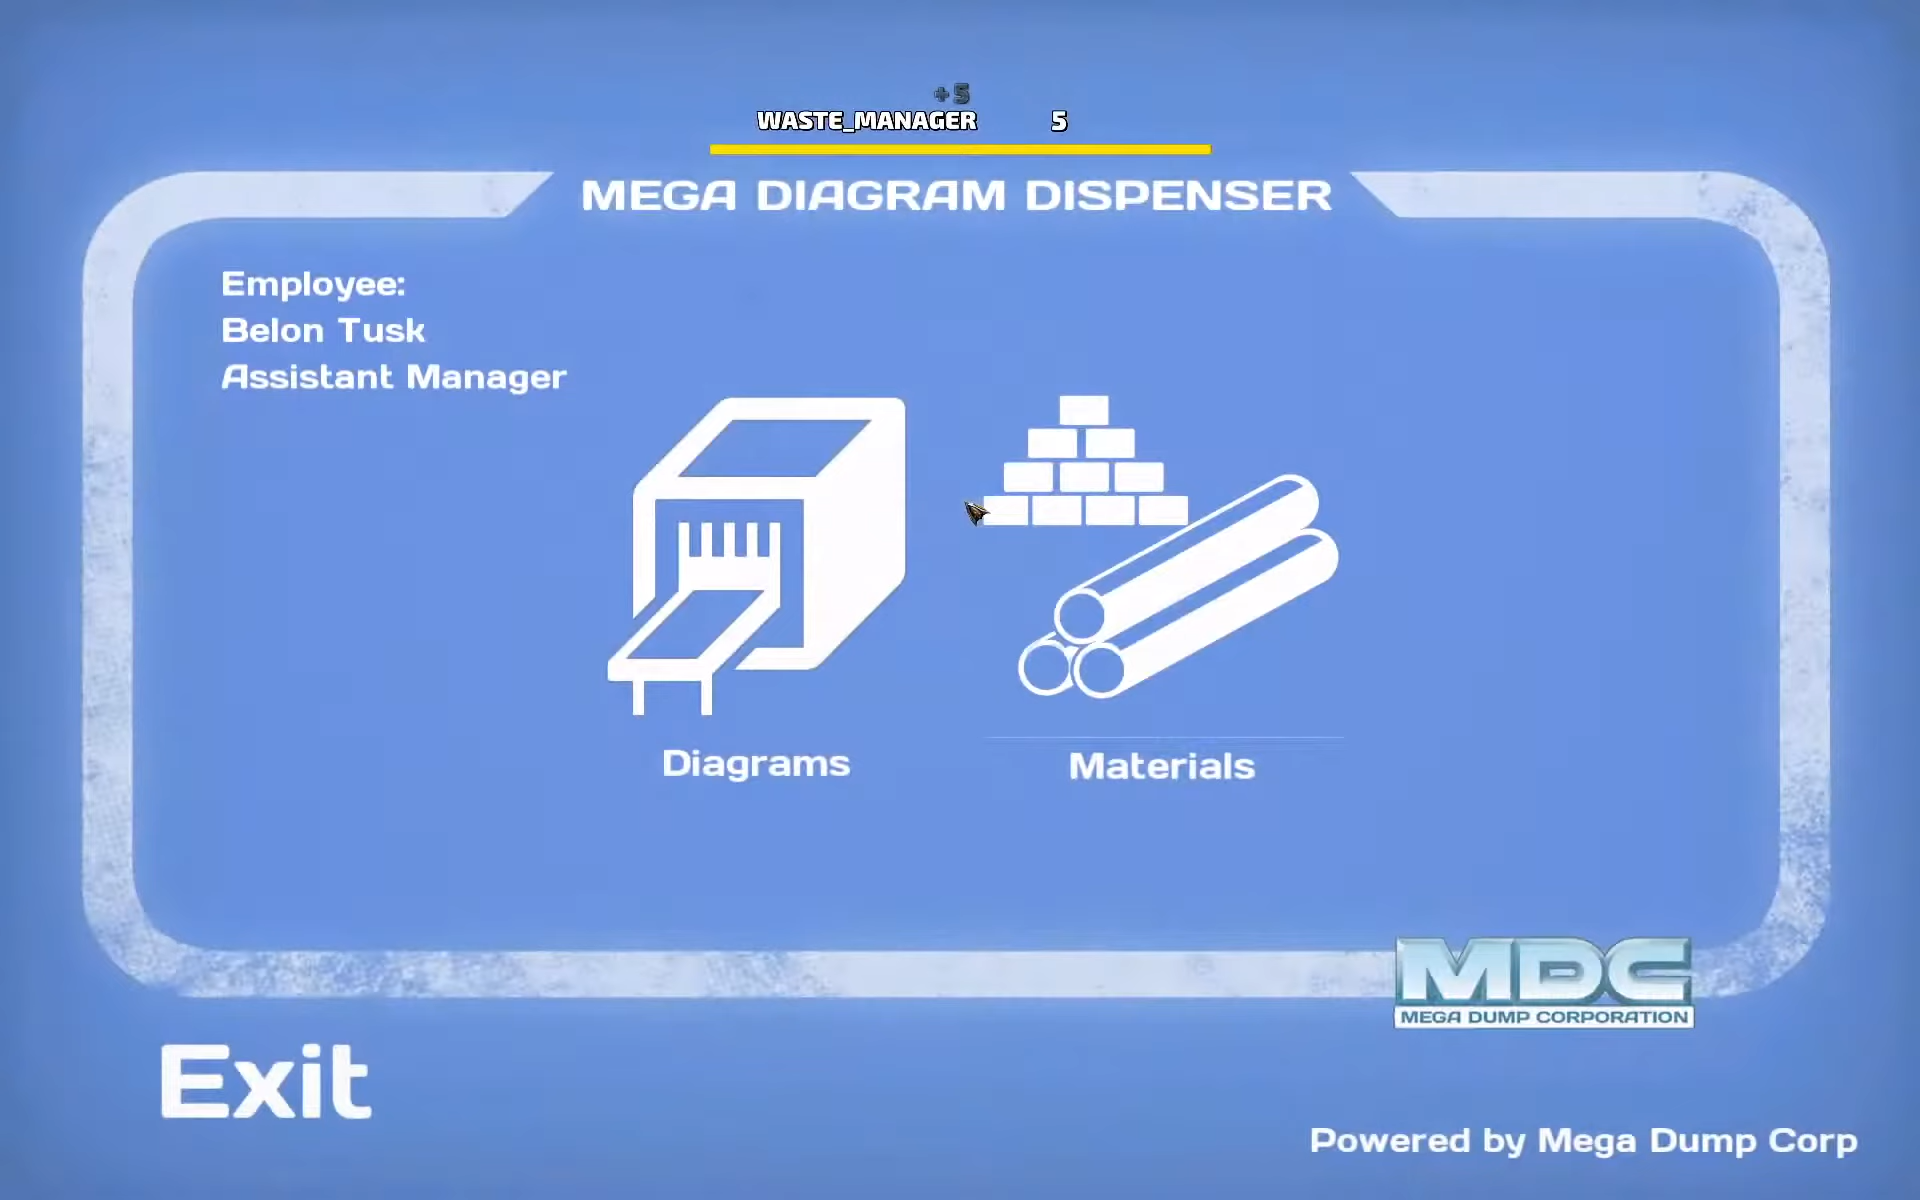 +5
WASTE_MANAGER 5
MEGA DIAGRAM DISPENSER
Employee:
Belon Tusk
Assistant Manager
Diagrams
Materials
MDC
MEGA DUMP CORPORATION
Exit
Powered by Mega Dump Corp